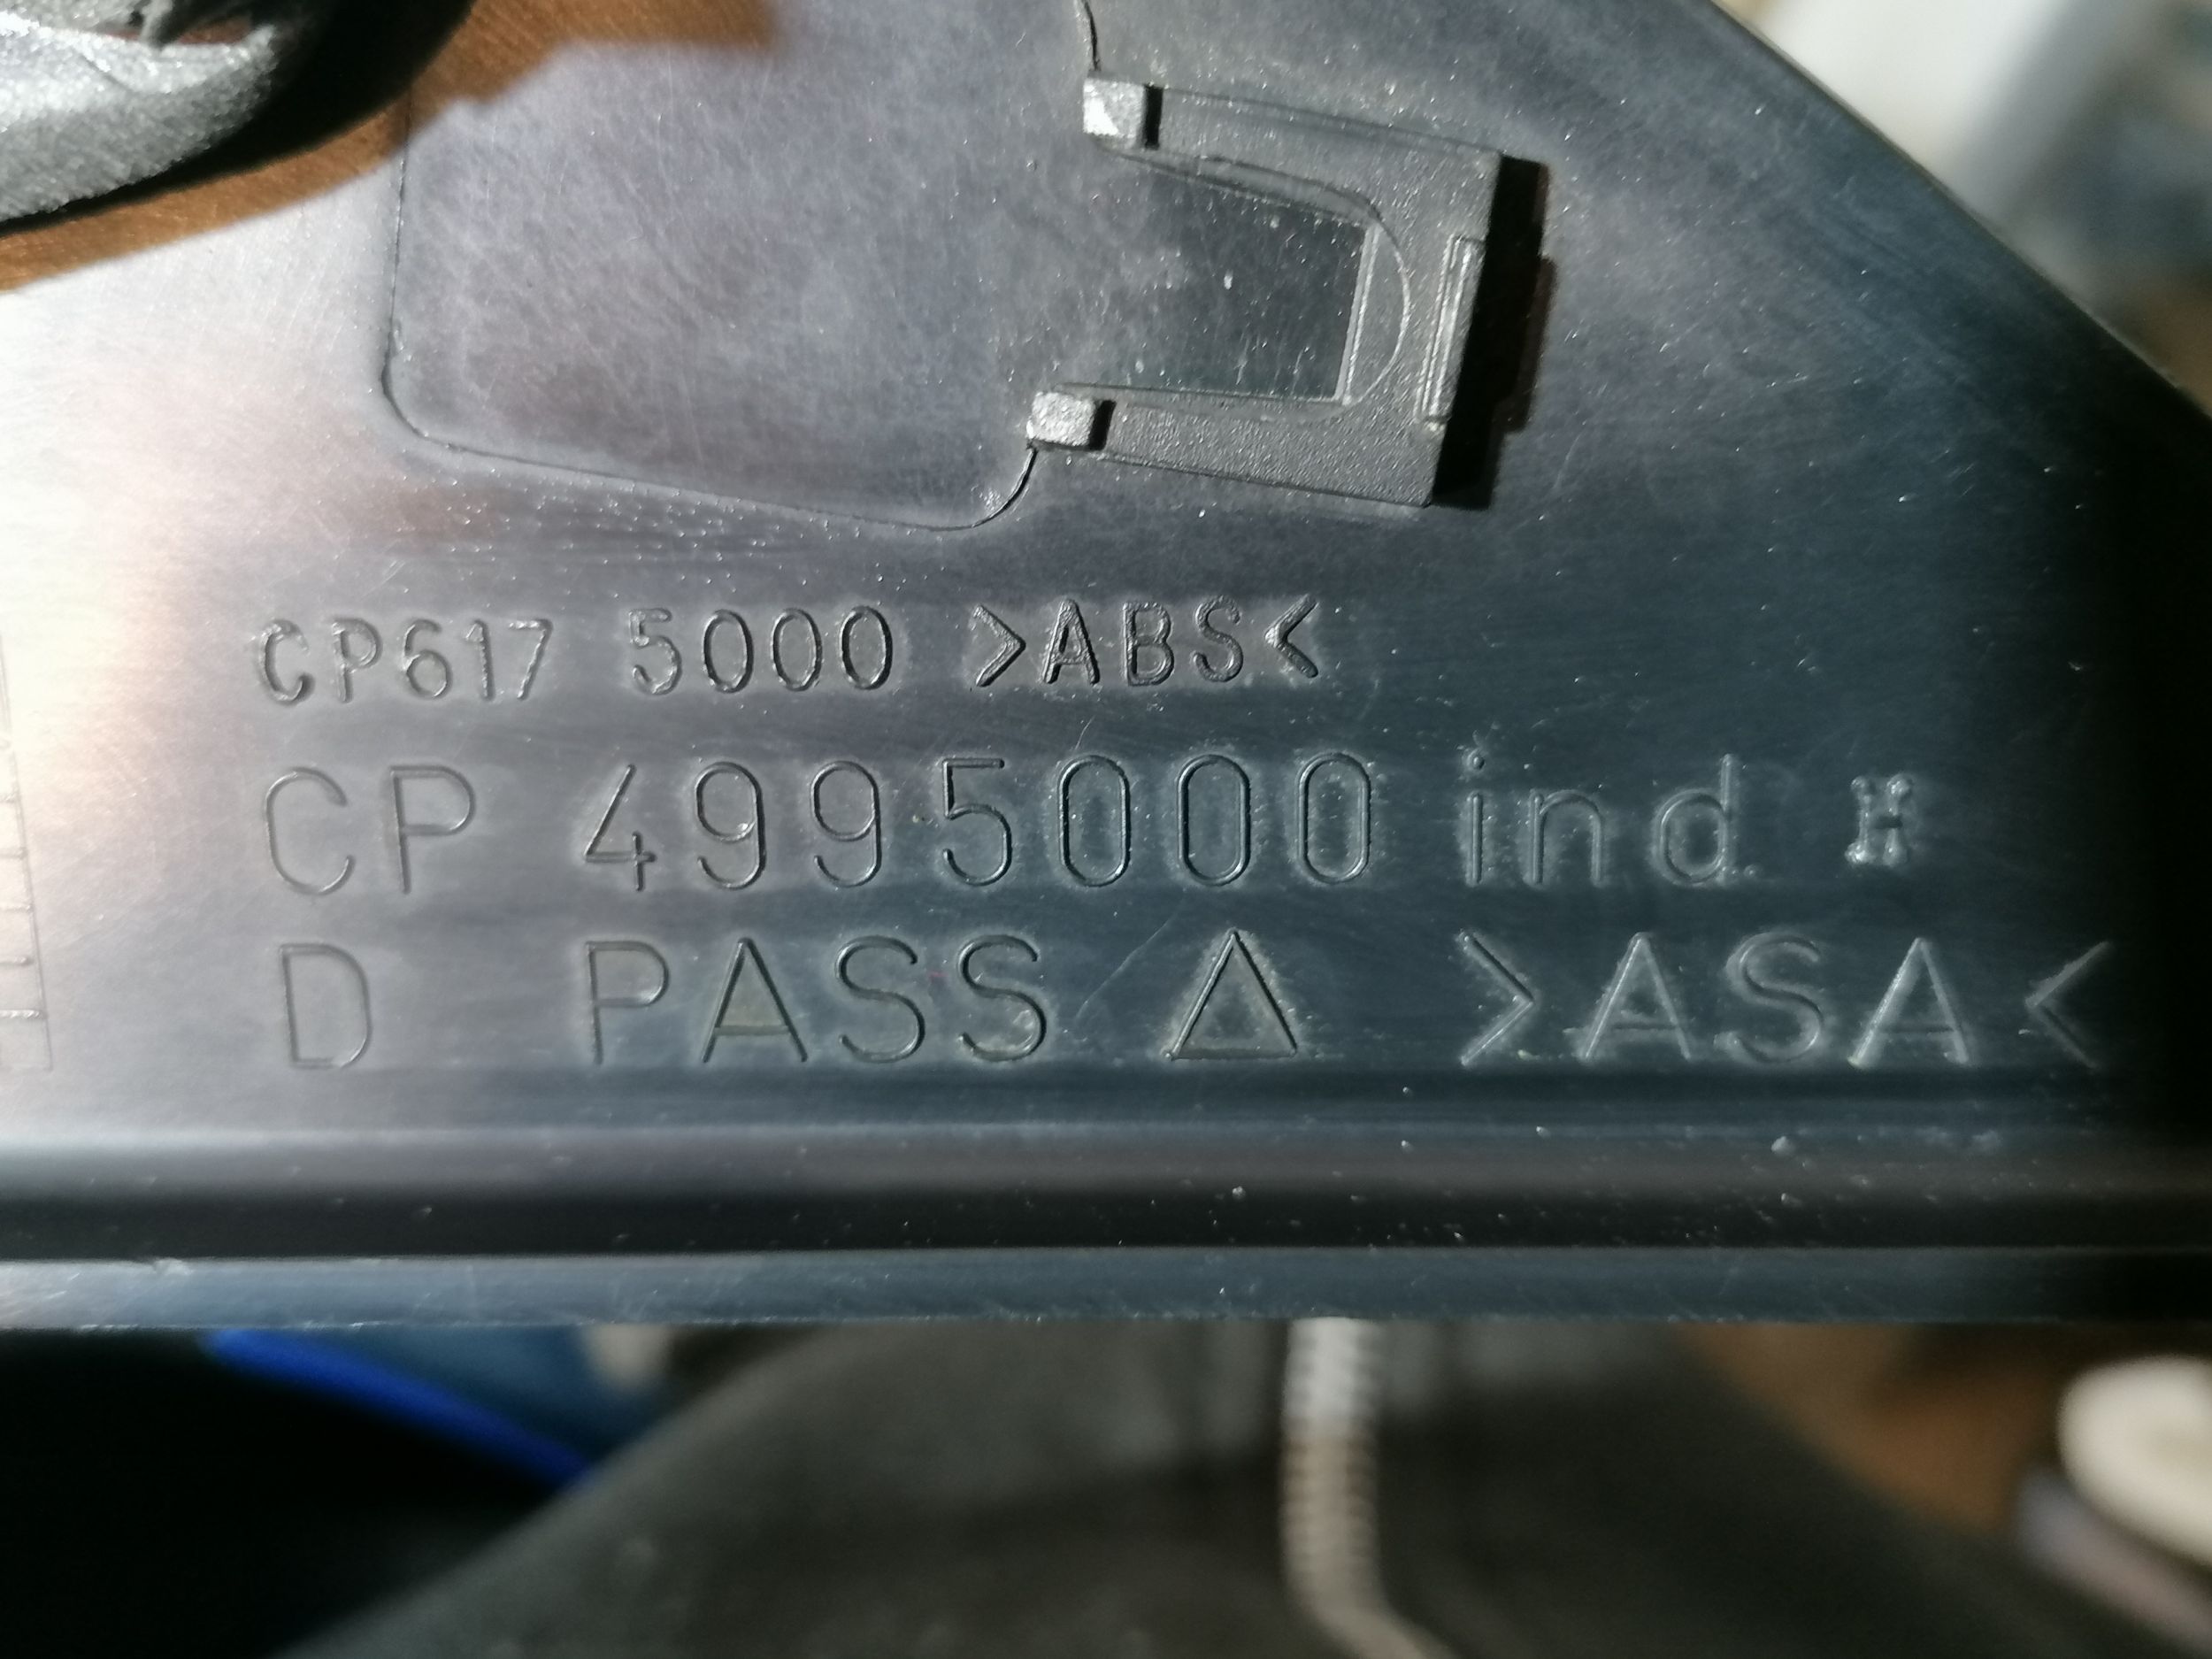 CP617 5000 >ABS<
CP 4995000 ind. H
D PASS △ >ASA<